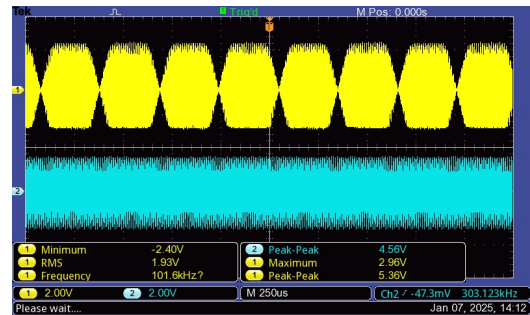 Tek Trig'd M Pos: 0.000s
T
1
2
1 Minimum -2.40V
1 RMS 1.93V
1 Frequency 101.6kHz?
2 Peak-Peak 4.56V
1 Maximum 2.96V
1 Peak-Peak 5.36V
1 2.00V 2 2.00V M 250us Ch2 ∕ -47.3mV 303.123kHz
Please wait.... Jan 07, 2025, 14:12